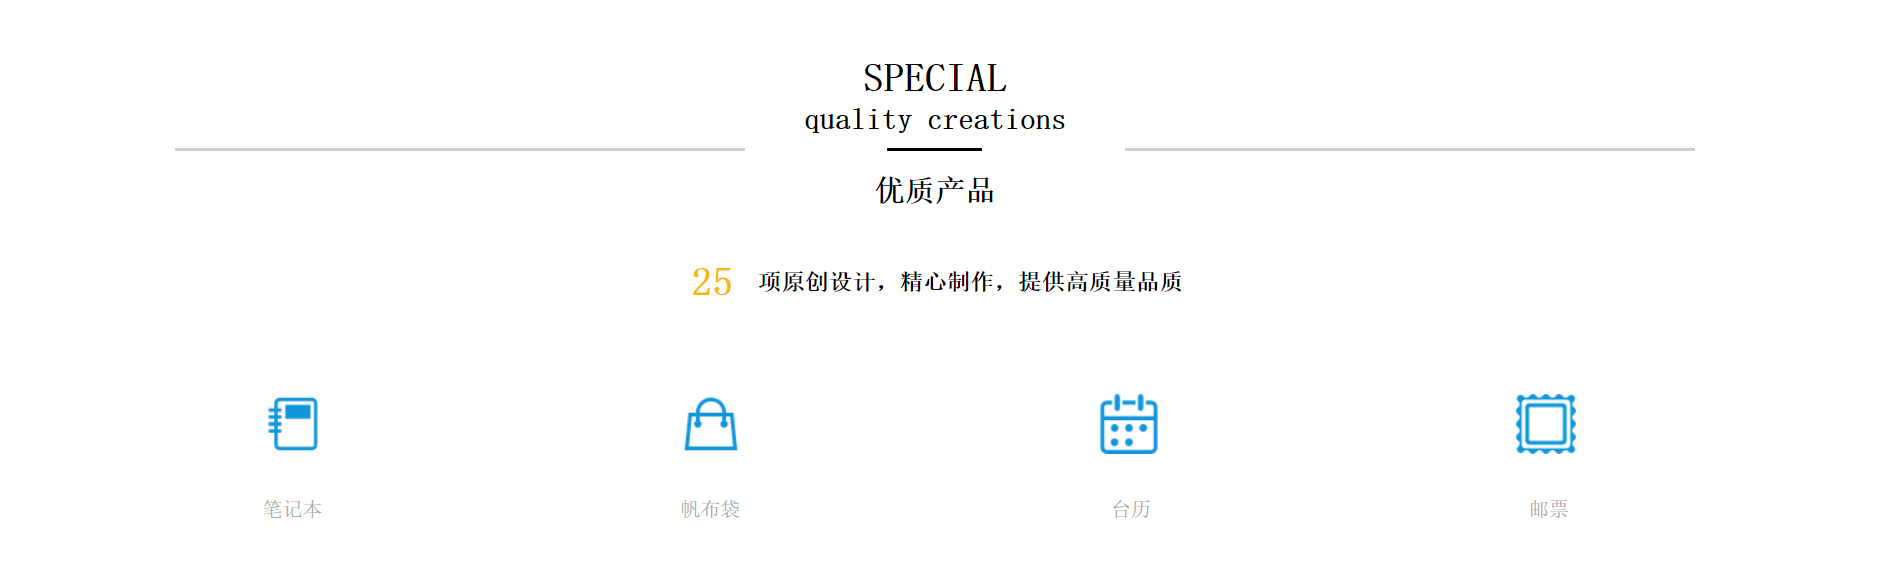 SPECIAL
quality creations
优质产品
25 项原创设计，精心制作，提供高质量品质
笔记本 帆布袋 台历 邮票